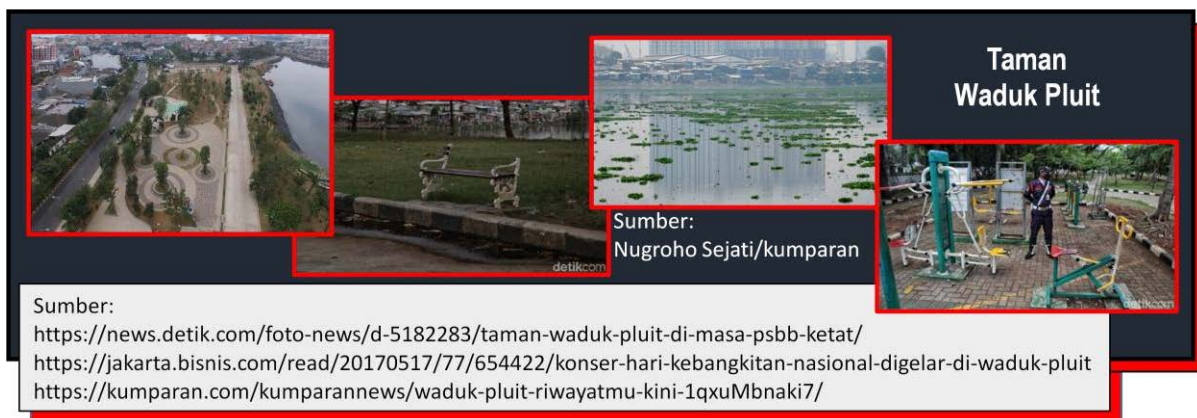 Taman
Waduk Pluit
detikcom
Sumber:
Nugroho Sejati/kumparan
detikcom
Sumber:
https://news.detik.com/foto-news/d-5182283/taman-waduk-pluit-di-masa-psbb-ketat/
https://jakarta.bisnis.com/read/20170517/77/654422/konser-hari-kebangkitan-nasional-digelar-di-waduk-pluit
https://kumparan.com/kumparannews/waduk-pluit-riwayatmu-kini-1qxuMbnaki7/